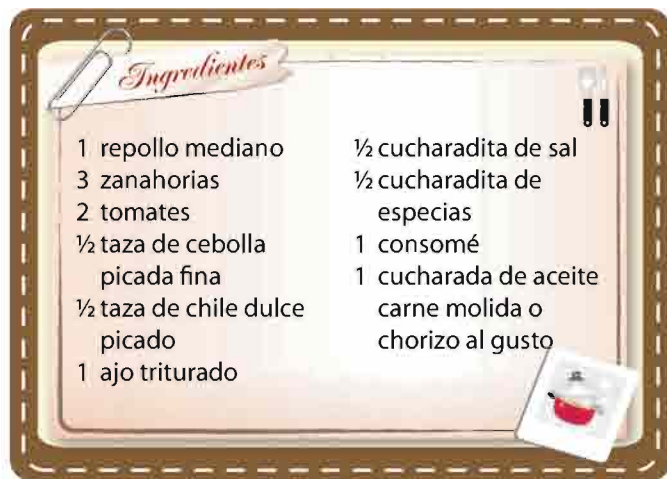 Ingredientes
1 repollo mediano
3 zanahorias
2 tomates
½ taza de cebolla
picada fina
½ taza de chile dulce
picado
1 ajo triturado
½ cucharadita de sal
½ cucharadita de
especias
1 consomé
1 cucharada de aceite
carne molida o
chorizo al gusto